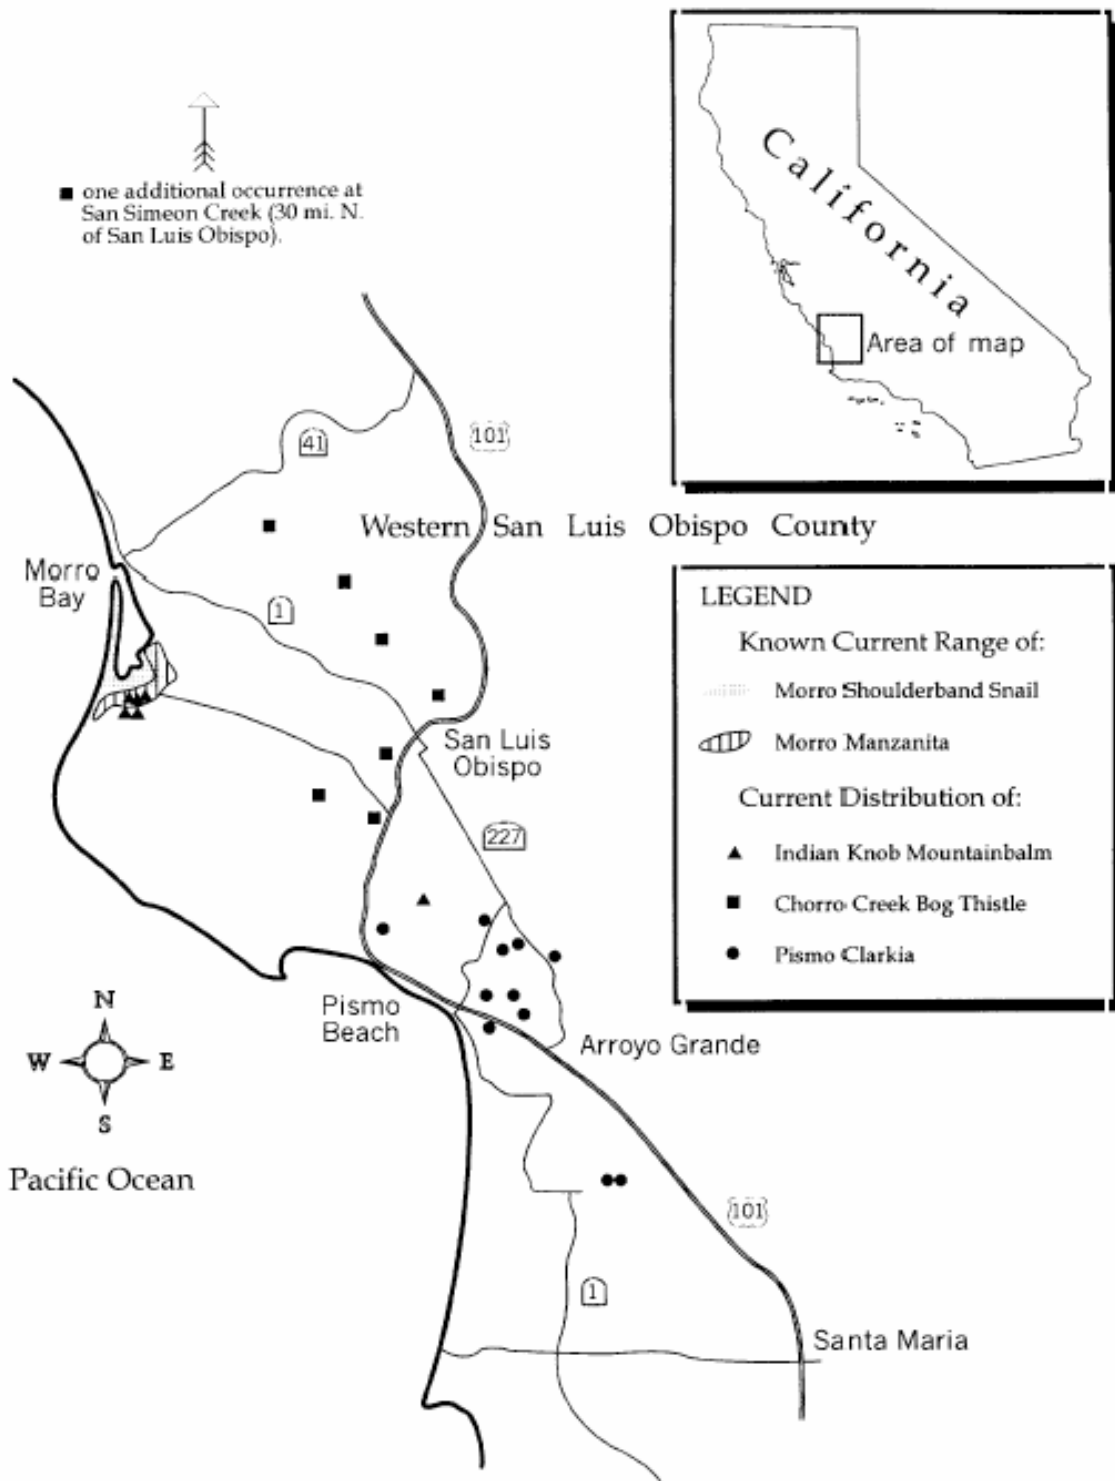 California
Area of map
one additional occurrence at
San Simeon Creek (30 mi. N.
of San Luis Obispo).
41
101
Western San Luis Obispo County
Morro
Bay
1
San Luis
Obispo
227
LEGEND
Known Current Range of:
Morro Shoulderband Snail
Morro Manzanita
Current Distribution of:
Indian Knob Mountainbalm
Chorro Creek Bog Thistle
Pismo Clarkia
Pismo
Beach
Arroyo Grande
N
W E
S
Pacific Ocean
101
1
Santa Maria